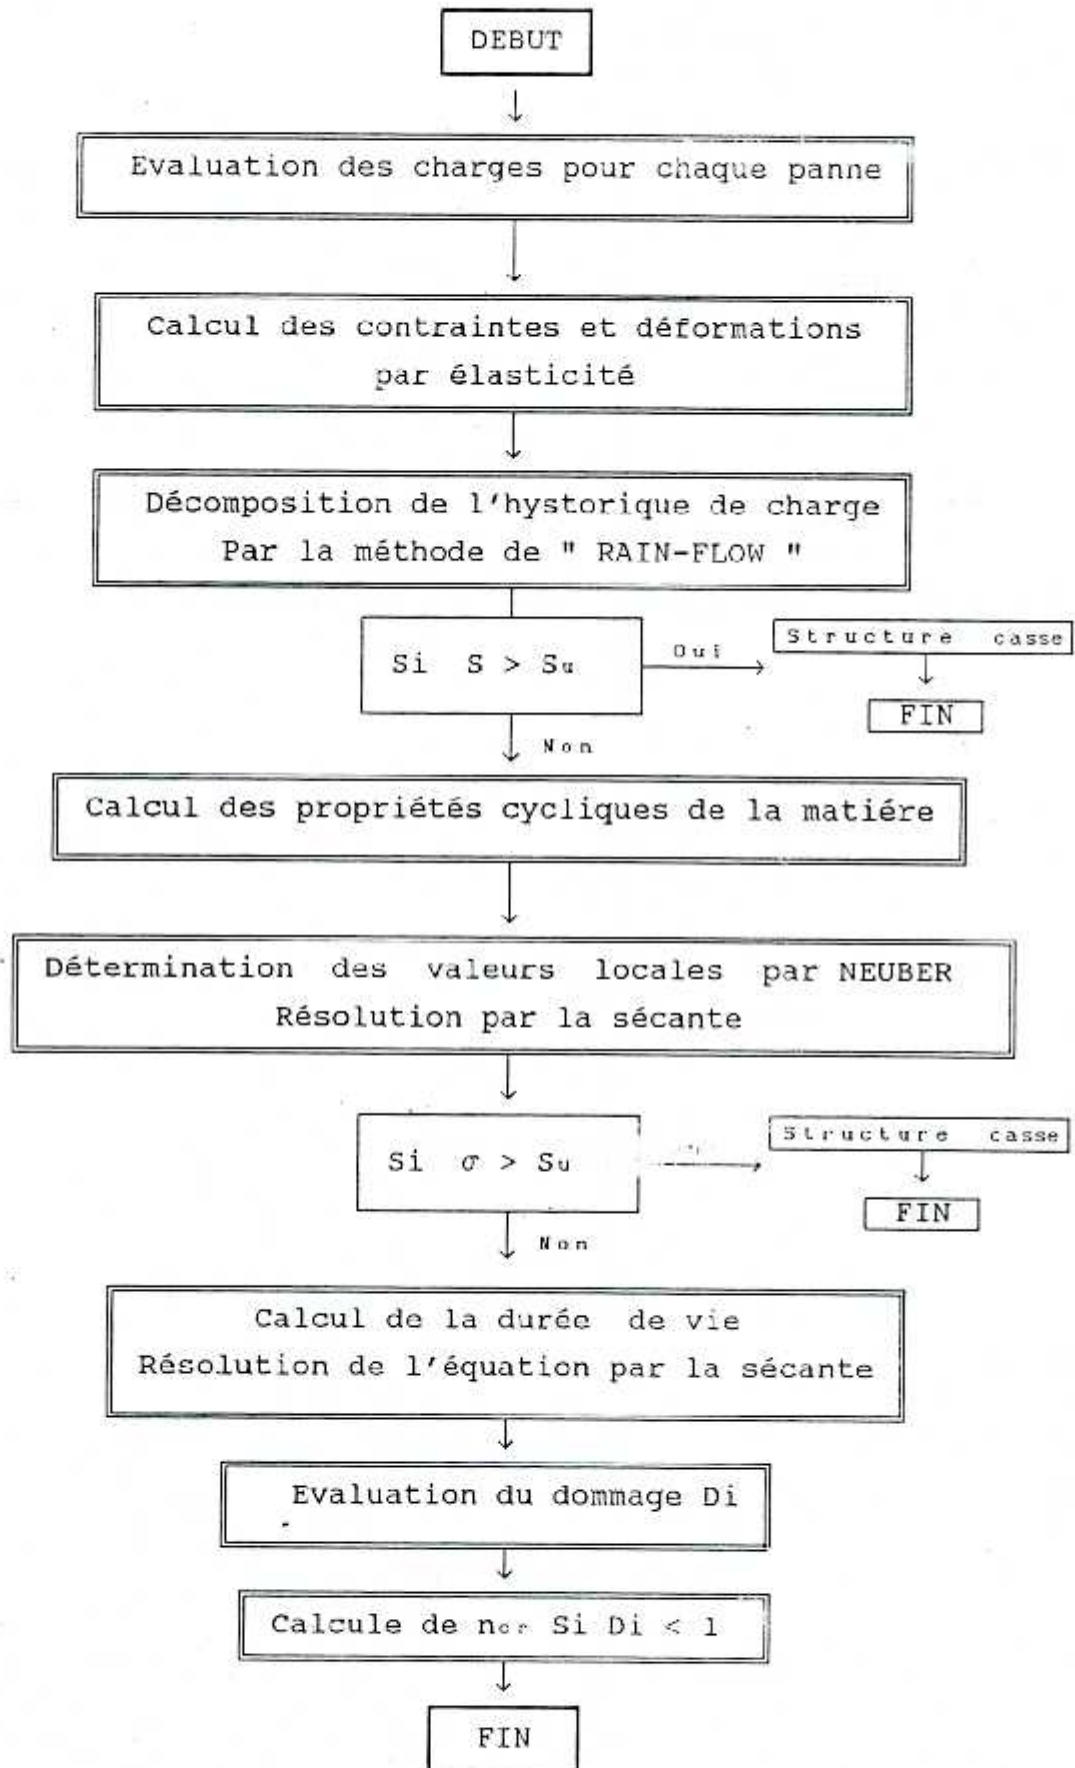 DEBUT
Evaluation des charges pour chaque panne
Calcul des contraintes et déformations
par élasticité
Décomposition de l'hystorique de charge
Par la méthode de " RAIN-FLOW "
Si S > Su
Oui
Structure casse
FIN
Non
Calcul des propriétés cycliques de la matiére
Détermination des valeurs locales par NEUBER
Résolution par la sécante
Si σ > Su
Structure casse
FIN
Non
Calcul de la durée de vie
Résolution de l'équation par la sécante
Evaluation du dommage Di
Calcule de ncr Si Di < 1
FIN